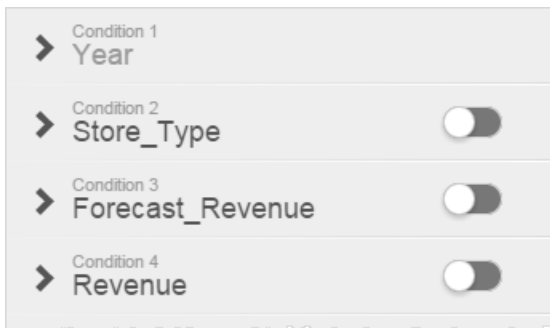 Condition 1
Year
Condition 2
Store_Type
Condition 3
Forecast_Revenue
Condition 4
Revenue